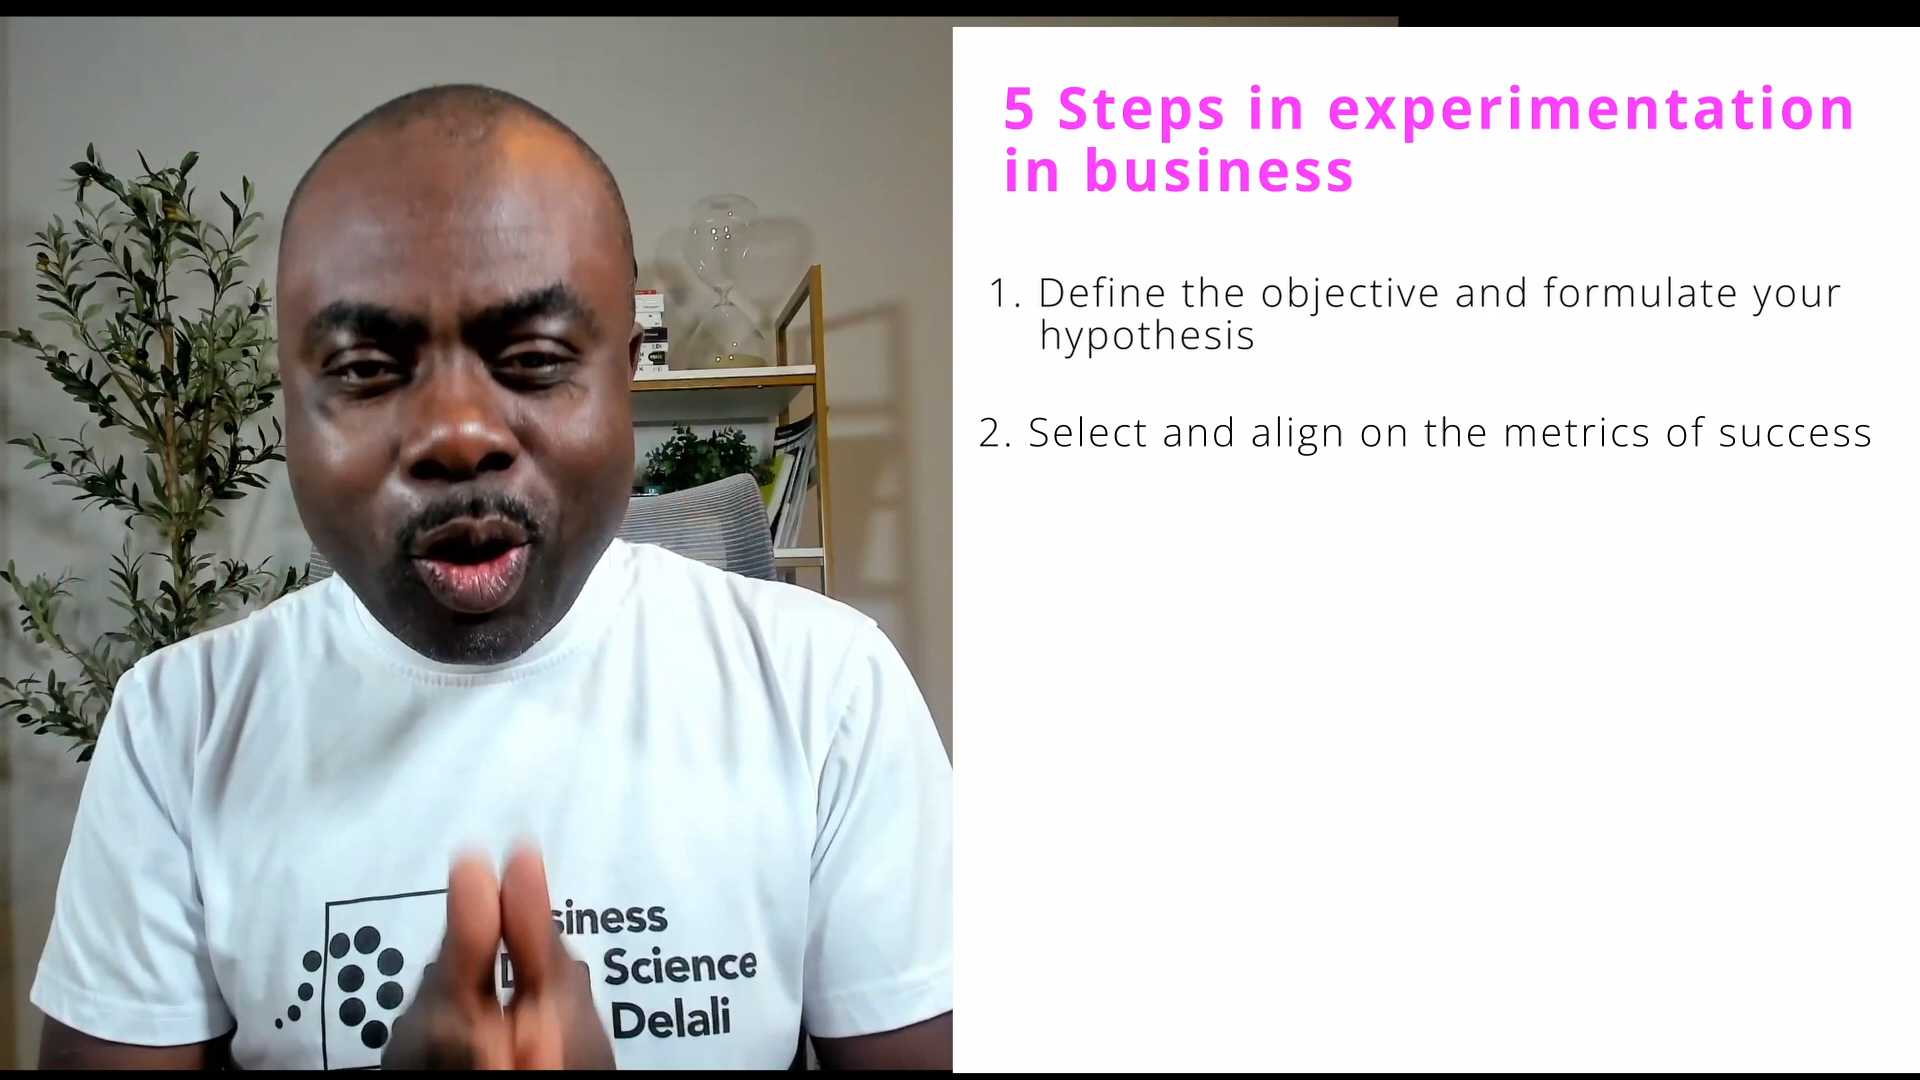 5 Steps in experimentation
in business
1. Define the objective and formulate your
hypothesis
2. Select and align on the metrics of success
Science
Delali